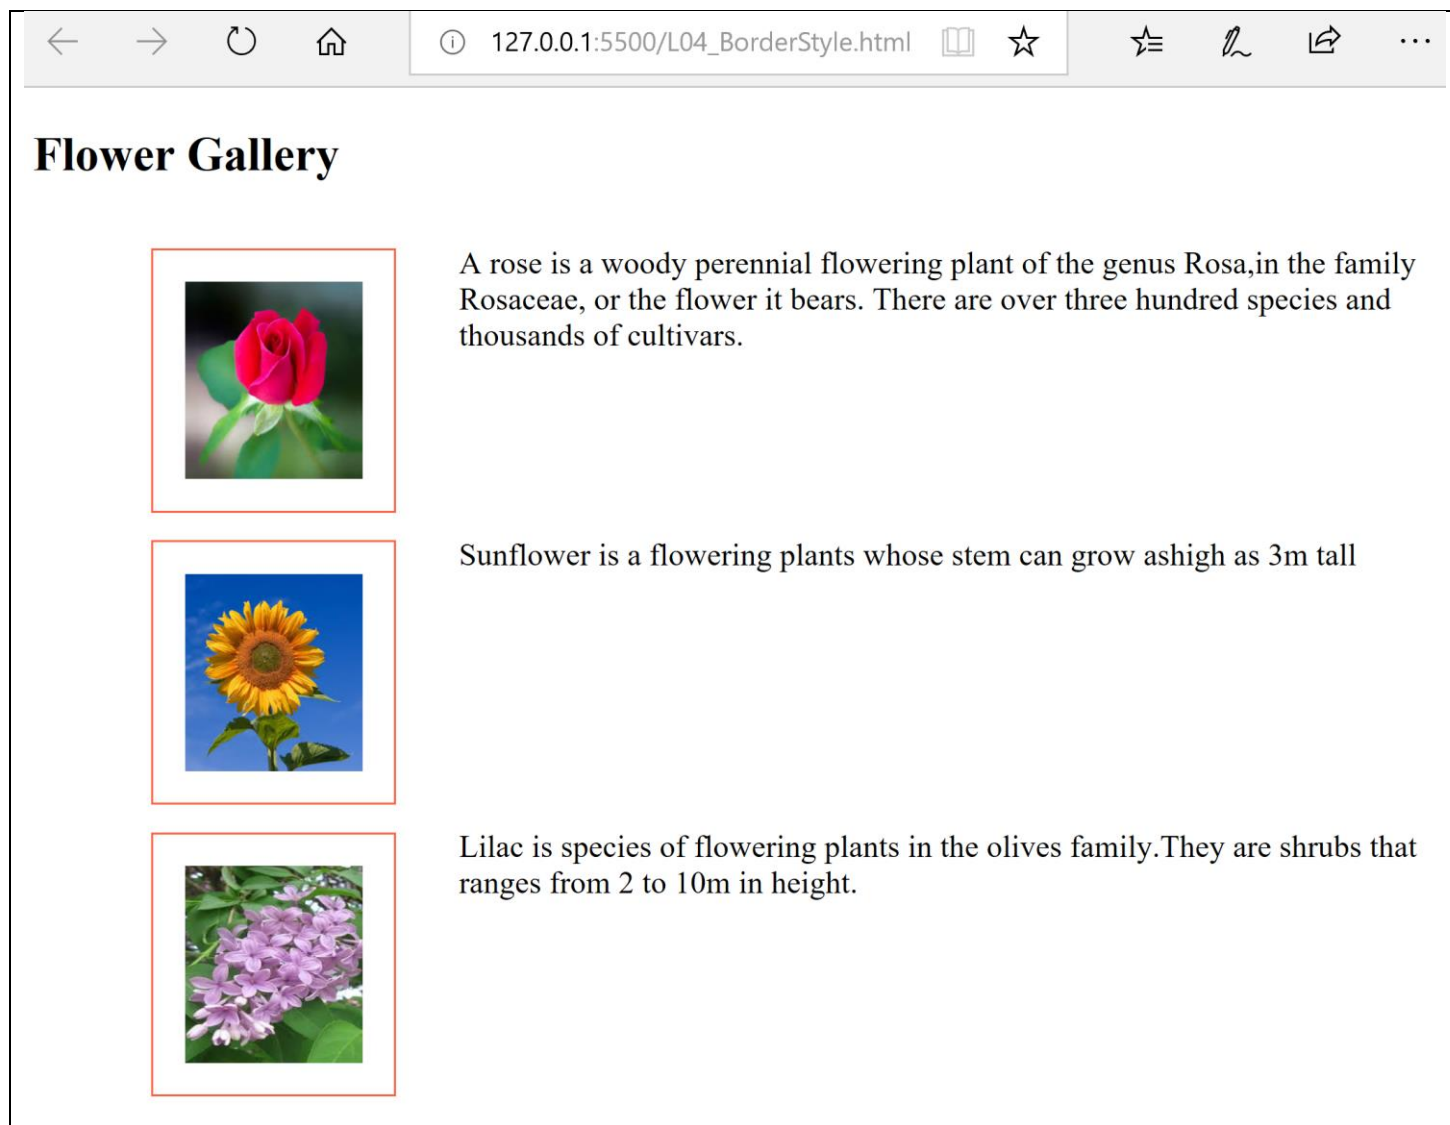 127.0.0.1:5500/L04_BorderStyle.html
Flower Gallery
A rose is a woody perennial flowering plant of the genus Rosa,in the family
Rosaceae, or the flower it bears. There are over three hundred species and
thousands of cultivars.
Sunflower is a flowering plants whose stem can grow ashigh as 3m tall
Lilac is species of flowering plants in the olives family.They are shrubs that
ranges from 2 to 10m in height.